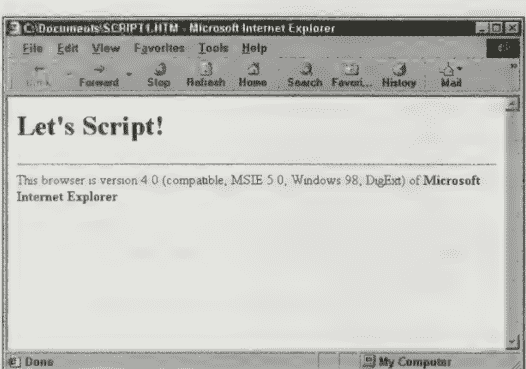 C:\Documents\SCRIPT1.HTM - Microsoft Internet Explorer
File Edit View Favorites Tools Help
Forward Stop Refresh Home Search Favori... History Mail
Let's Script!
This browser is version 4.0 (compatible, MSIE 5.0, Windows 98, DigExt) of Microsoft
Internet Explorer
Done My Computer